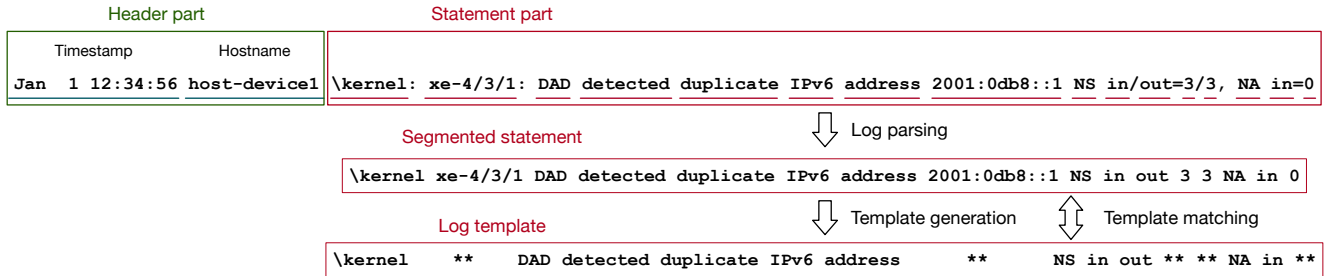 Header part Statement part
Timestamp Hostname
Jan 1 12:34:56 host-device1 \kernel: xe-4/3/1: DAD detected duplicate IPv6 address 2001:0db8::1 NS in/out=3/3, NA in=0
Log parsing
Segmented statement
\kernel xe-4/3/1 DAD detected duplicate IPv6 address 2001:0db8::1 NS in out 3 3 NA in 0
Template generation Template matching
Log template
\kernel ** DAD detected duplicate IPv6 address ** NS in out ** ** NA in **